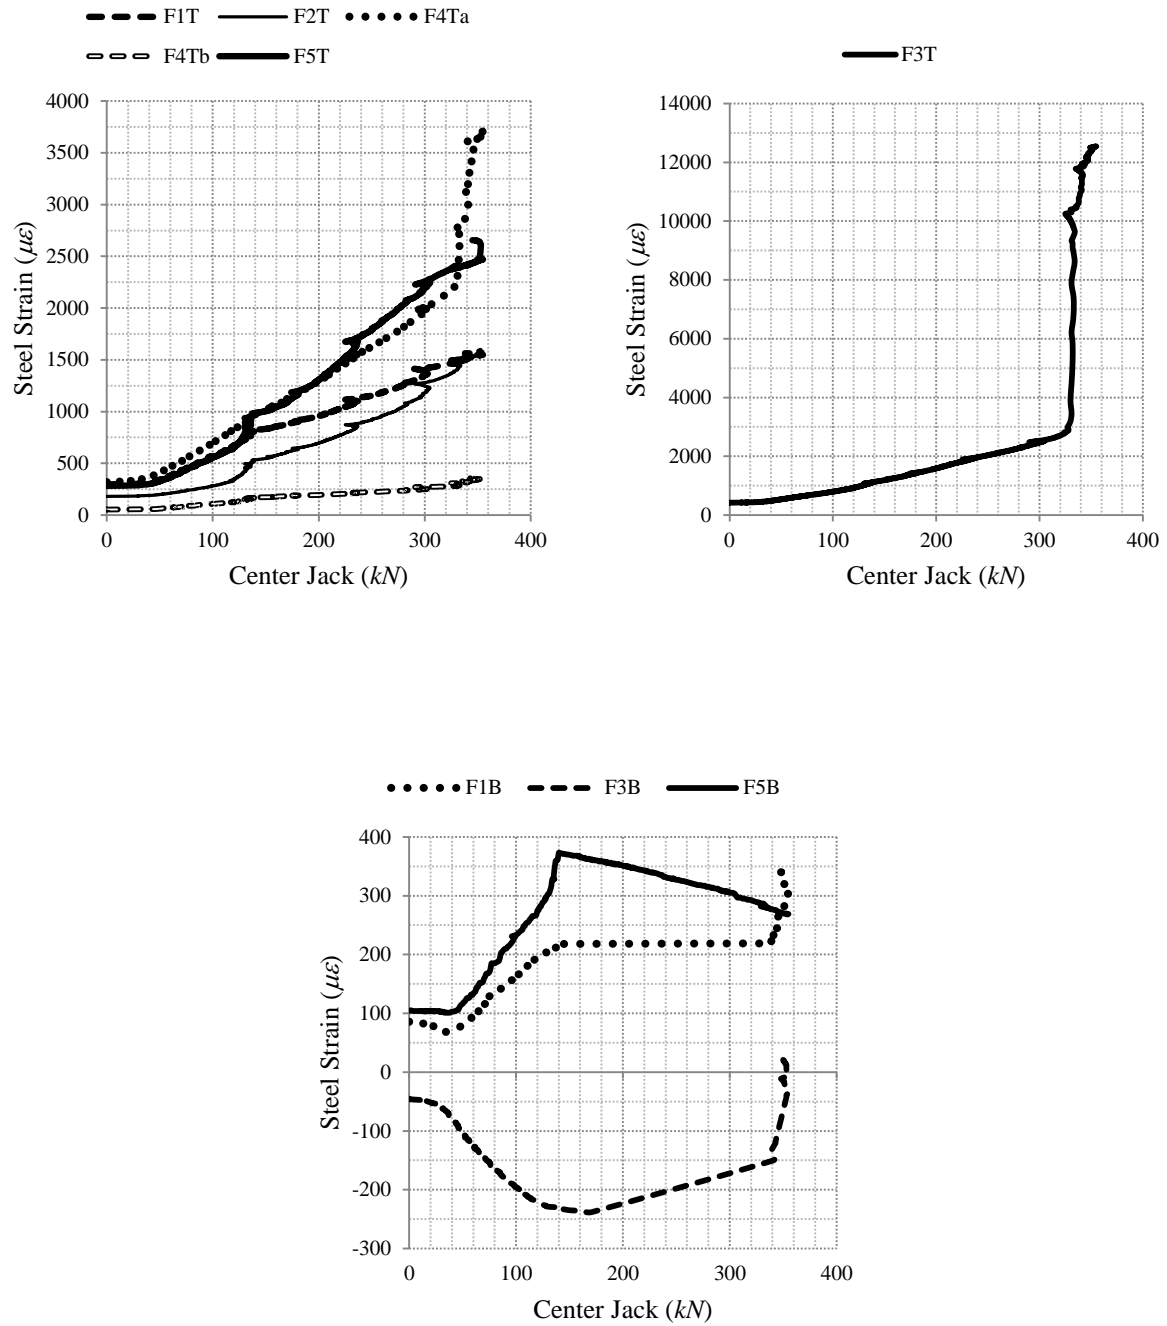 F1T F2T F4Ta
F4Tb F5T
4000
3500
3000
2500
2000
1500
1000
500
0
0 100 200 300 400
Steel Strain (με)
Center Jack (kN)
F3T
14000
12000
10000
8000
6000
4000
2000
0
0 100 200 300 400
Steel Strain (με)
Center Jack (kN)
F1B F3B F5B
400
300
200
100
0
-100
-200
-300
0 100 200 300 400
Steel Strain (με)
Center Jack (kN)